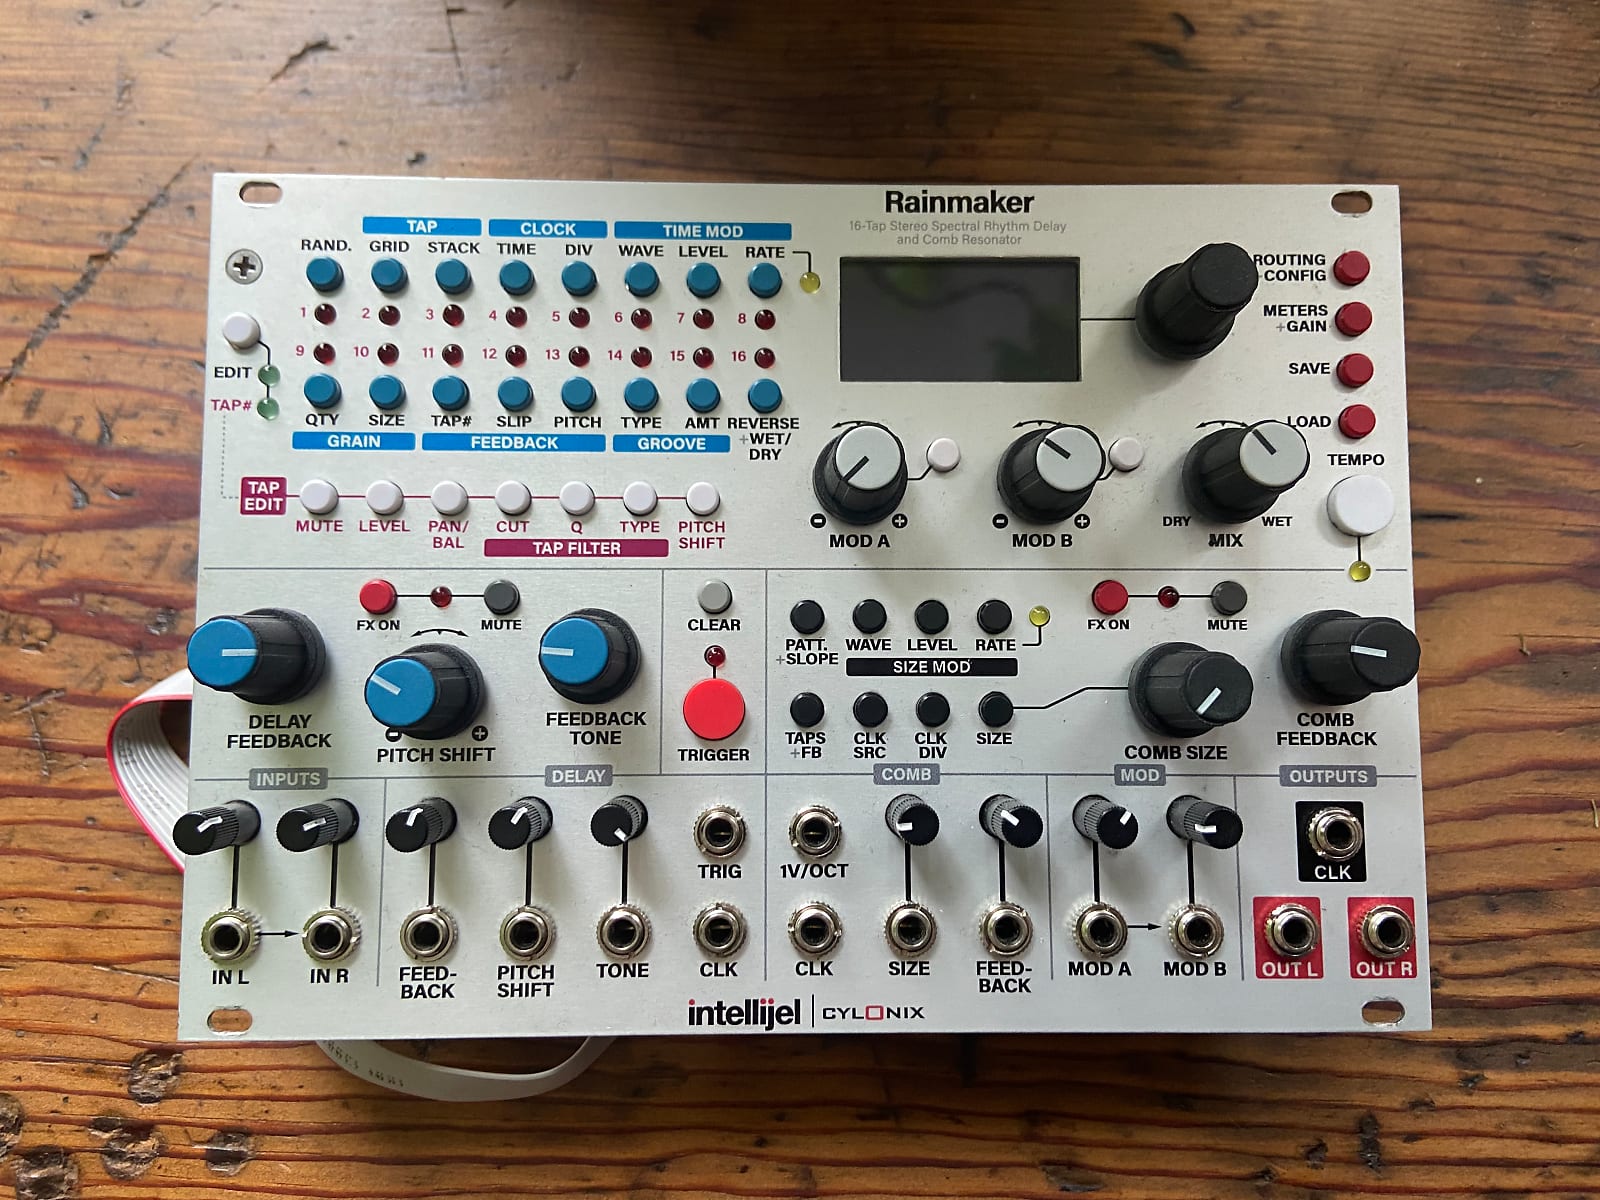 Rainmaker
16-Tap Stereo Spectral Rhythm Delay
and Comb Resonator
TAP
CLOCK
TIME MOD
RAND. GRID STACK TIME DIV WAVE LEVEL RATE
1 2 3 4 5 6 7 8
9 10 11 12 13 14 15 16
EDIT
TAP#
QTY SIZE TAP# SLIP PITCH TYPE AMT REVERSE
+WET/
DRY
GRAIN
FEEDBACK
GROOVE
ROUTING
CONFIG
METERS
+GAIN
SAVE
LOAD
TEMPO
TAP
EDIT
MUTE LEVEL PAN/
BAL
CUT Q TYPE PITCH
SHIFT
TAP FILTER
- +
MOD A
- +
MOD B
DRY WET
MIX
FX ON MUTE
DELAY
FEEDBACK
- +
PITCH SHIFT
FEEDBACK
TONE
CLEAR
TRIGGER
PATT.
+SLOPE
WAVE LEVEL RATE
SIZE MOD
TAPS
+FB
CLK
SRC
CLK
DIV
SIZE
FX ON MUTE
COMB SIZE
COMB
FEEDBACK
INPUTS
DELAY
COMB
MOD
OUTPUTS
TRIG
1V/OCT
CLK
IN L
IN R
FEED-
BACK
PITCH
SHIFT
TONE
CLK
CLK
SIZE
FEED-
BACK
MOD A
MOD B
OUT L
OUT R
intellijel
CYLONIX